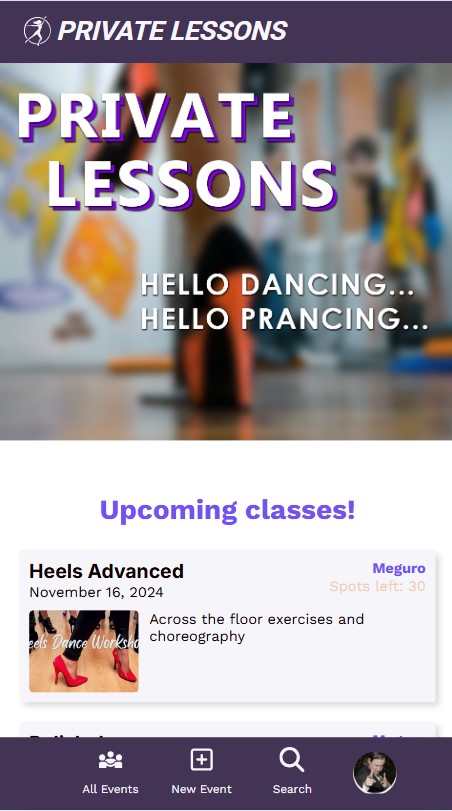 PRIVATE LESSONS
PRIVATE
LESSONS
HELLO DANCING...
HELLO PRANCING...
Upcoming classes!
Heels Advanced
Meguro
November 16, 2024
Spots left: 30
Across the floor exercises and
choreography
eels Dance Worksho
All Events
New Event
Search